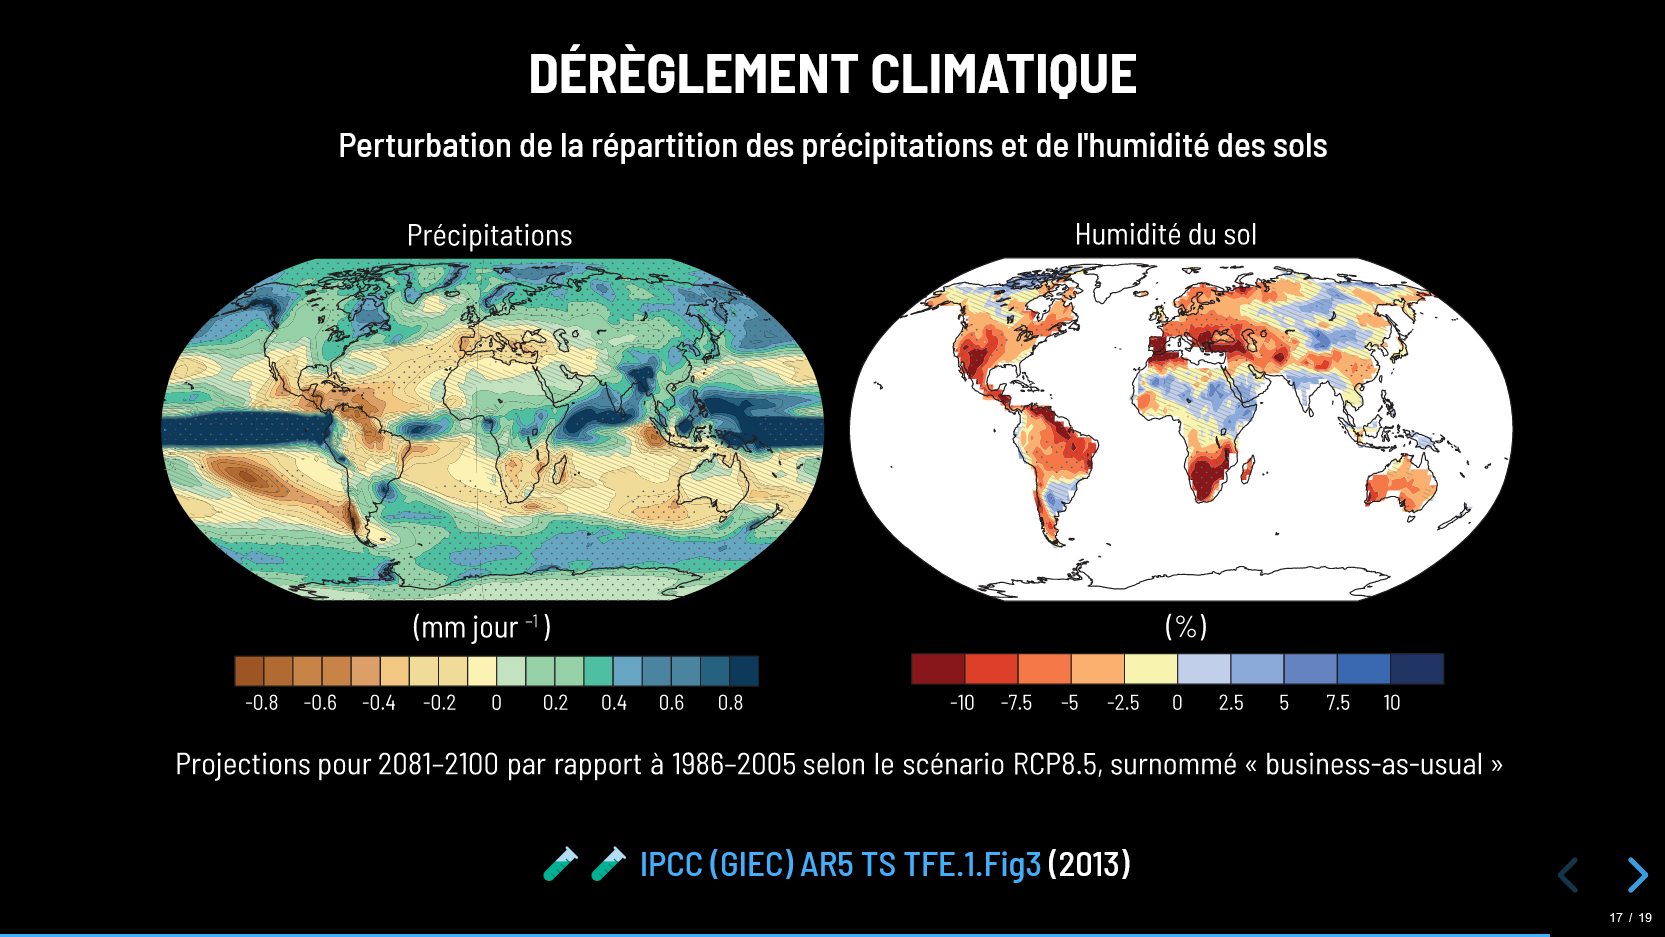 DÉRÈGLEMENT CLIMATIQUE
Perturbation de la répartition des précipitations et de l'humidité des sols
Précipitations
Humidité du sol
(mm jour ⁻¹)
(%)
-0.8 -0.6 -0.4 -0.2 0 0.2 0.4 0.6 0.8
-10 -7.5 -5 -2.5 0 2.5 5 7.5 10
Projections pour 2081–2100 par rapport à 1986–2005 selon le scénario RCP8.5, surnommé « business-as-usual »
IPCC (GIEC) AR5 TS TFE.1.Fig3 (2013)
17 / 19